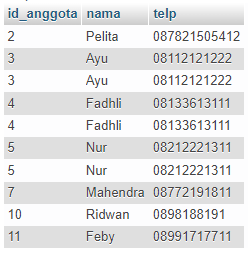 id_anggota nama telp
2 Pelita 087821505412
3 Ayu 08112121222
3 Ayu 08112121222
4 Fadhli 08133613111
4 Fadhli 08133613111
5 Nur 08212221311
5 Nur 08212221311
7 Mahendra 08772191811
10 Ridwan 0898188191
11 Feby 08991717711